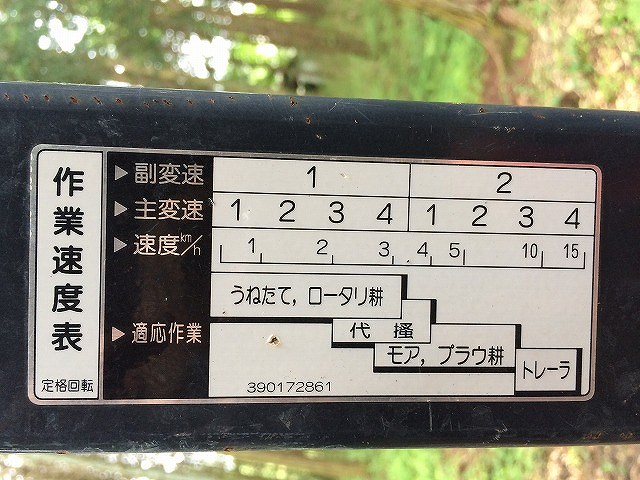 作業速度表
定格回転
▶副変速 1 2
▶主変速 1 2 3 4 1 2 3 4
▶速度km/h 1 2 3 4 5 10 15
▶適応作業
うねたて，ロータリ耕
代 掻
モア，プラウ耕
トレーラ
390172861